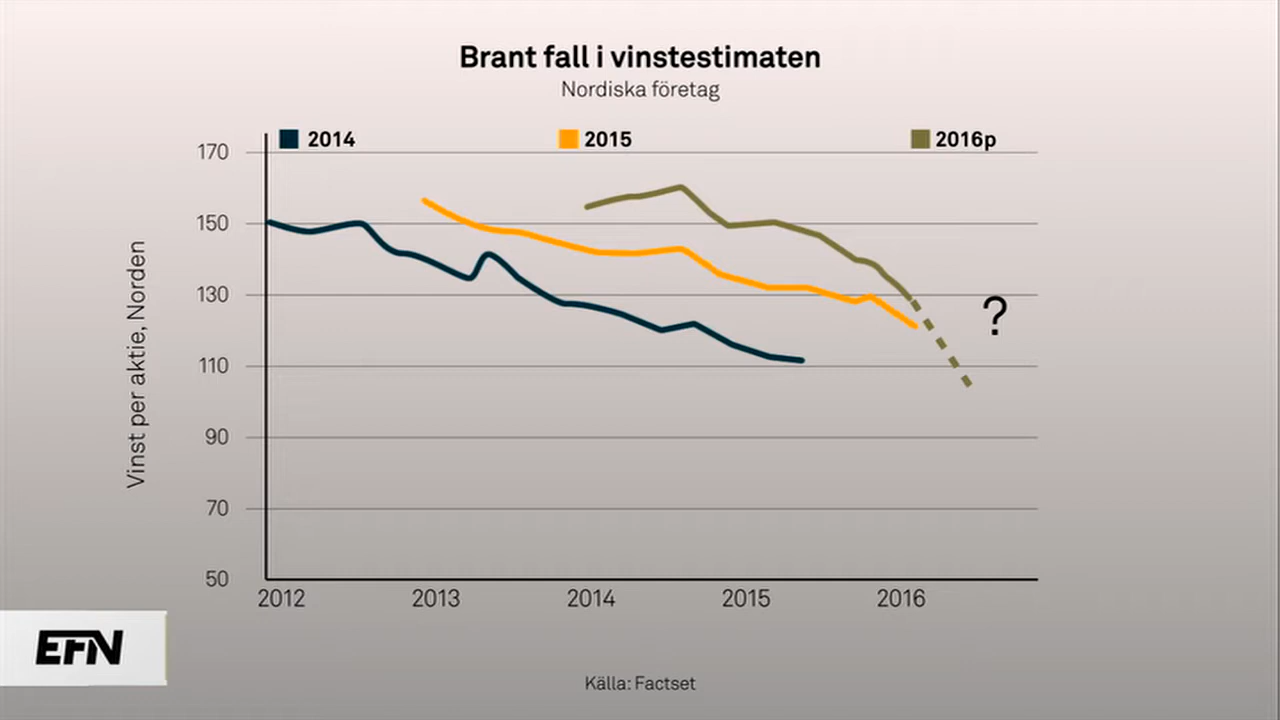 Brant fall i vinstestimaten
Nordiska företag
2014
2015
2016p
170
150
130
110
90
70
50
Vinst per aktie, Norden
?
2012
2013
2014
2015
2016
EFN
Källa: Factset